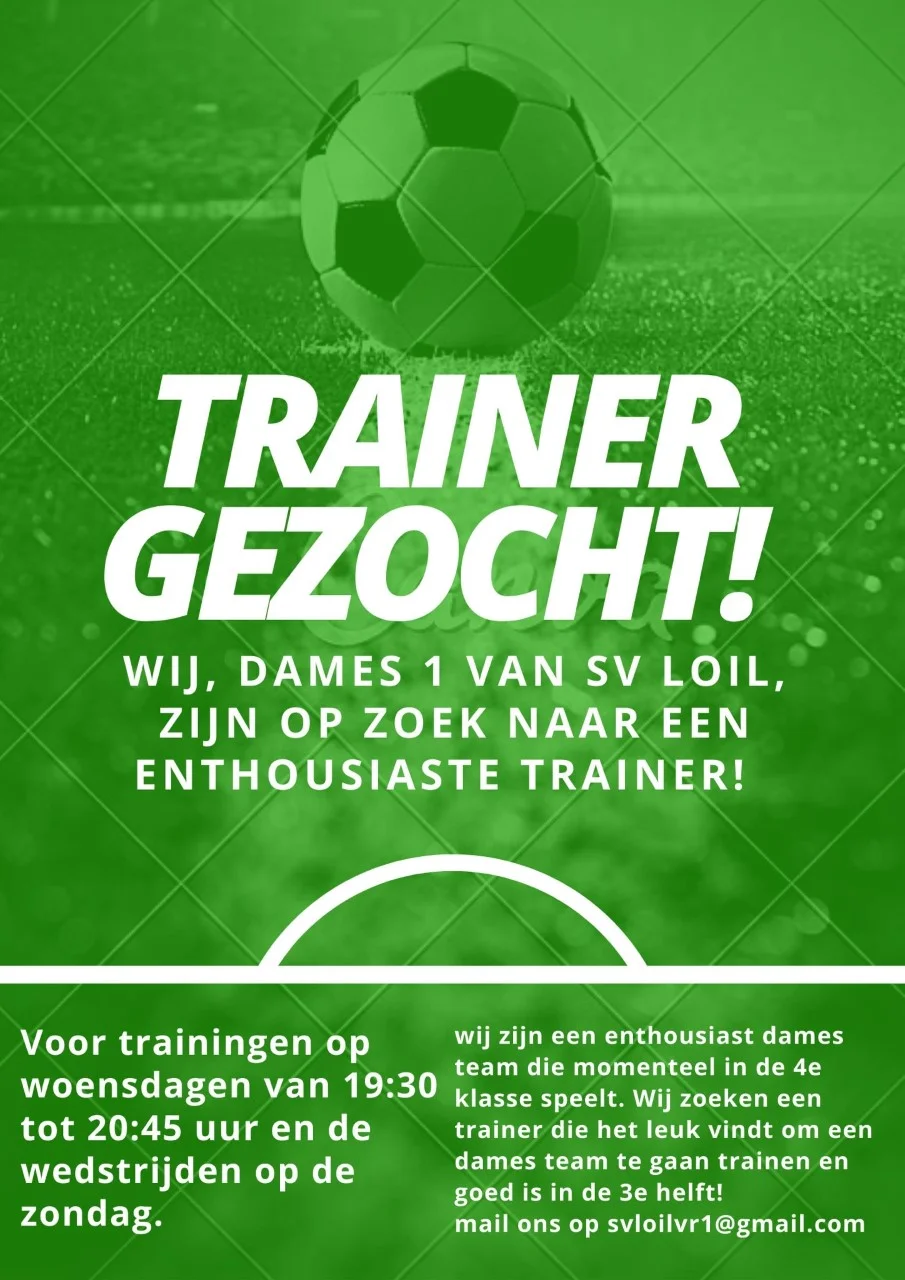 TRAINER
GEZOCHT!
Canva
WIJ, DAMES 1 VAN SV LOIL,
ZIJN OP ZOEK NAAR EEN
ENTHOUSIASTE TRAINER!
Voor trainingen op
woensdagen van 19:30
tot 20:45 uur en de
wedstrijden op de
zondag.
wij zijn een enthousiast dames
team die momenteel in de 4e
klasse speelt. Wij zoeken een
trainer die het leuk vindt om een
dames team te gaan trainen en
goed is in de 3e helft!
mail ons op svloilvr1@gmail.com